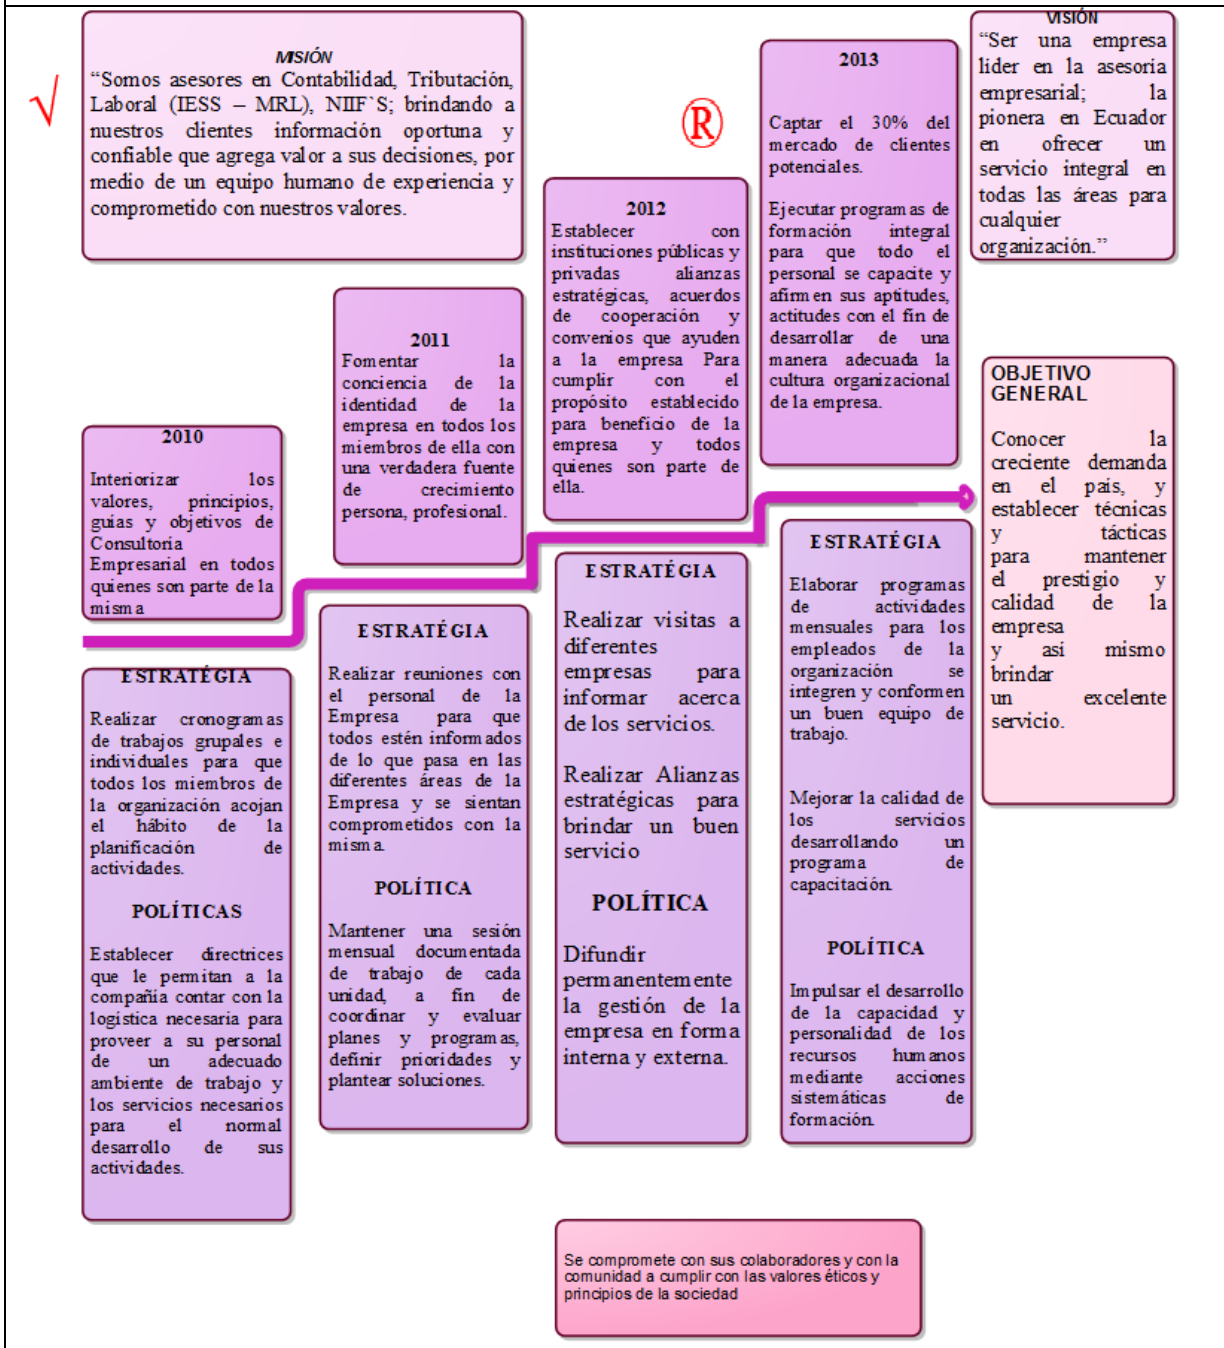 MISIÓN
“Somos asesores en Contabilidad, Tributación,
Laboral (IESS – MRL), NIIF`S; brindando a
nuestros clientes información oportuna y
confiable que agrega valor a sus decisiones, por
medio de un equipo humano de experiencia y
comprometido con nuestros valores.
√
®
VISIÓN
“Ser una empresa
lider en la asesoría
empresarial; la
pionera en Ecuador
en ofrecer un
servicio integral en
todas las áreas para
cualquier
organización.”
2010
Interiorizar los
valores, principios,
guías y objetivos de
Consultoría
Empresarial en todos
quienes son parte de la
misma
2011
Fomentar la
conciencia de la
identidad de la
empresa en todos los
miembros de ella con
una verdadera fuente
de crecimiento
persona, profesional.
2012
Establecer con
instituciones públicas y
privadas alianzas
estratégicas, acuerdos
de cooperación y
convenios que ayuden
a la empresa Para
cumplir con el
propósito establecido
para beneficio de la
empresa y todos
quienes son parte de
ella.
2013
Captar el 30% del
mercado de clientes
potenciales.
Ejecutar programas de
formación integral
para que todo el
personal se capacite y
afirmen sus aptitudes,
actitudes con el fin de
desarrollar de una
manera adecuada la
cultura organizacional
de la empresa.
OBJETIVO
GENERAL
Conocer la
creciente demanda
en el país, y
establecer técnicas
y tácticas
para mantener
el prestigio y
calidad de la
empresa
y así mismo
brindar
un excelente
servicio.
ESTRATÉGIA
Realizar cronogramas
de trabajos grupales e
individuales para que
todos los miembros de
la organización acojan
el hábito de la
planificación de
actividades.
POLÍTICAS
Establecer directrices
que le permitan a la
compañía contar con la
logística necesaria para
proveer a su personal
de un adecuado
ambiente de trabajo y
los servicios necesarios
para el normal
desarrollo de sus
actividades.
ESTRATÉGIA
Realizar reuniones con
el personal de la
Empresa para que
todos estén informados
de lo que pasa en las
diferentes áreas de la
Empresa y se sientan
comprometidos con la
misma.
POLÍTICA
Mantener una sesión
mensual documentada
de trabajo de cada
unidad, a fin de
coordinar y evaluar
planes y programas,
definir prioridades y
plantear soluciones.
ESTRATÉGIA
Realizar visitas a
diferentes
empresas para
informar acerca
de los servicios.
Realizar Alianzas
estratégicas para
brindar un buen
servicio
POLÍTICA
Difundir
permanentemente
la gestión de la
empresa en forma
interna y externa.
ESTRATÉGIA
Elaborar programas
de actividades
mensuales para los
empleados de la
organización se
integren y conformen
un buen equipo de
trabajo.
Mejorar la calidad de
los servicios
desarrollando un
programa de
capacitación.
POLÍTICA
Impulsar el desarrollo
de la capacidad y
personalidad de los
recursos humanos
mediante acciones
sistemáticas de
formación.
Se compromete con sus colaboradores y con la
comunidad a cumplir con las valores éticos y
principios de la sociedad